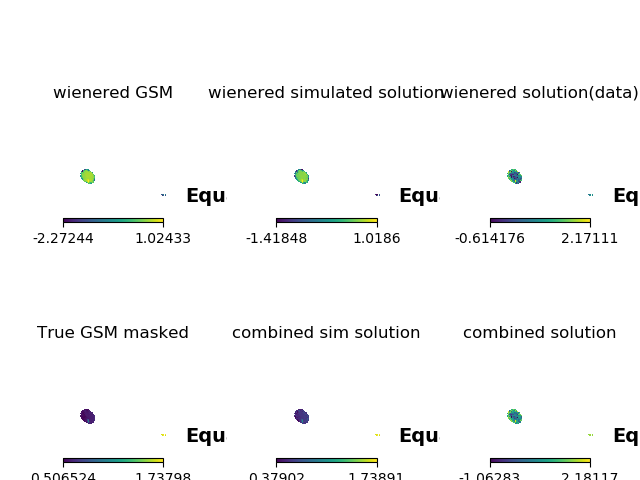 wienered GSM
wienered simulated solution
wienered solution(data)
Equ
Equ
Eq
-2.27244 1.02433
-1.41848 1.0186
-0.614176 2.17111
True GSM masked
combined sim solution
combined solution
Equ
Equ
Eq
0.506524 1.73798
0.37902 1.73891
-1.06283 2.18117